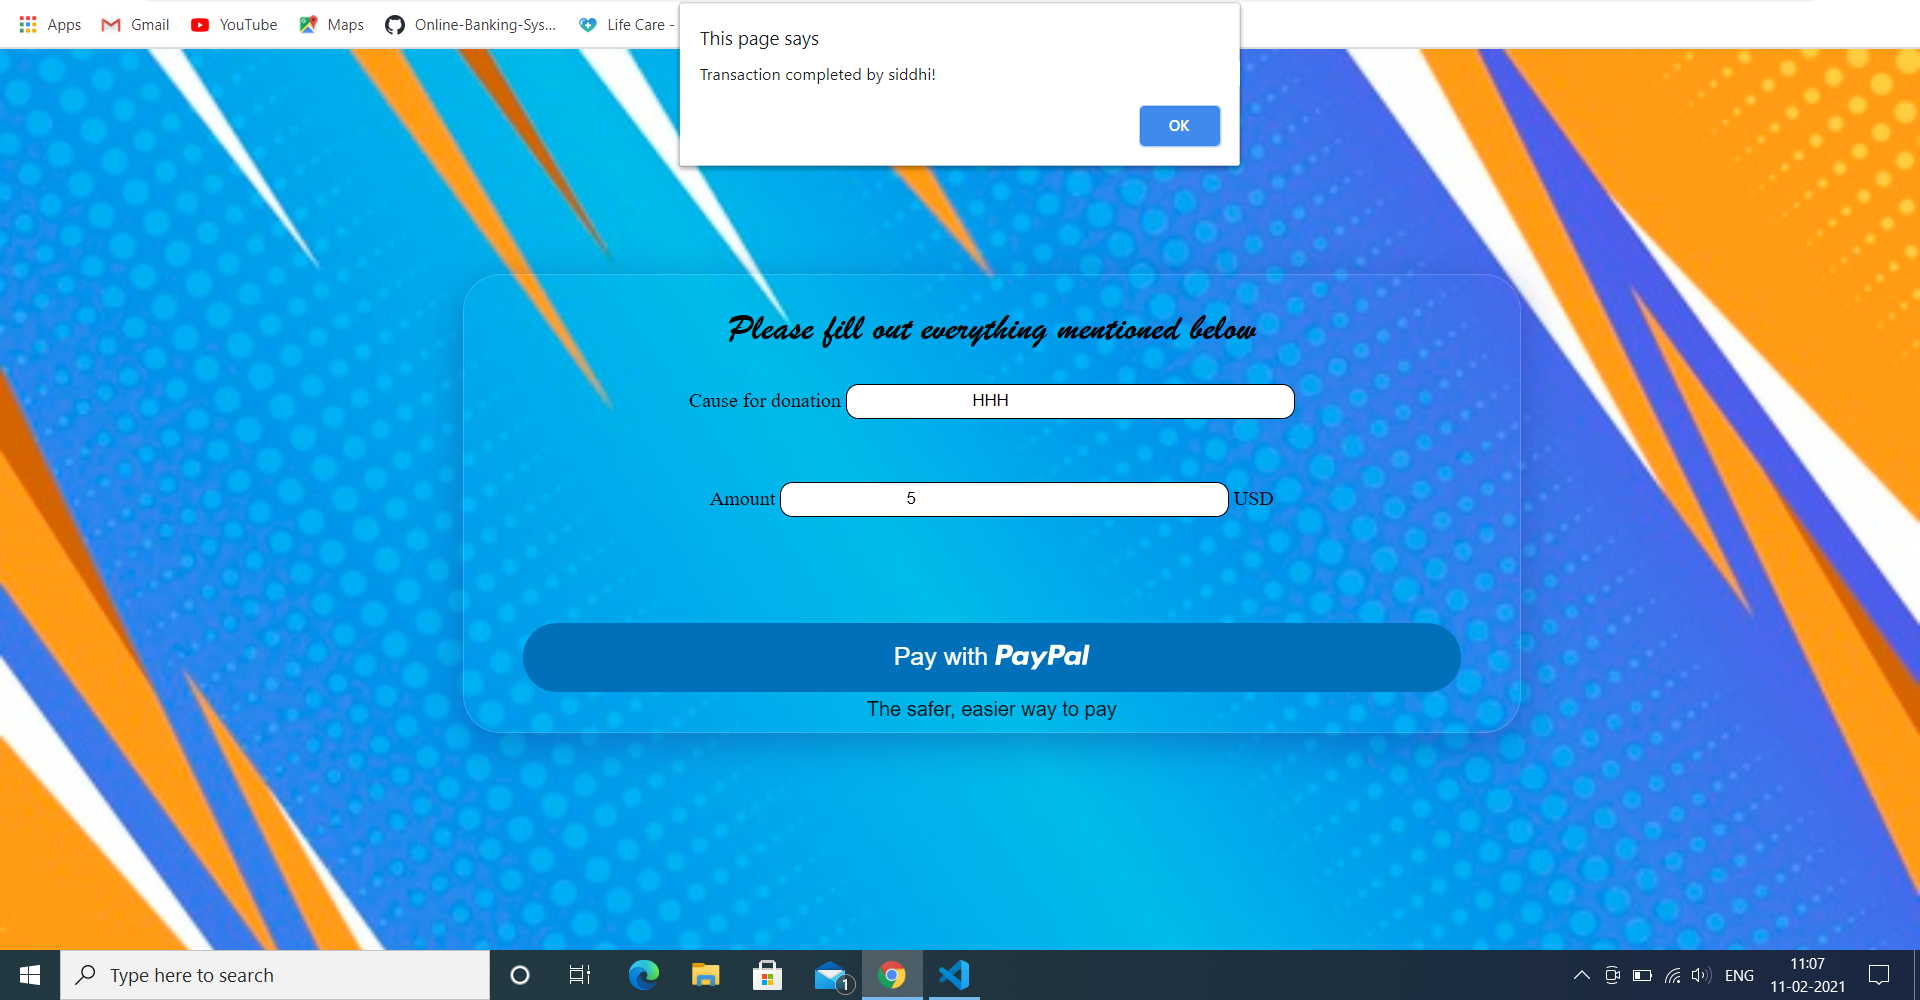 Apps Gmail YouTube Maps Online-Banking-Sys... Life Care -
This page says
Transaction completed by siddhi!
OK
Please fill out everything mentioned below
Cause for donation HHH
Amount 5 USD
Pay with PayPal
The safer, easier way to pay
Type here to search
1
ENG
11:07
11-02-2021